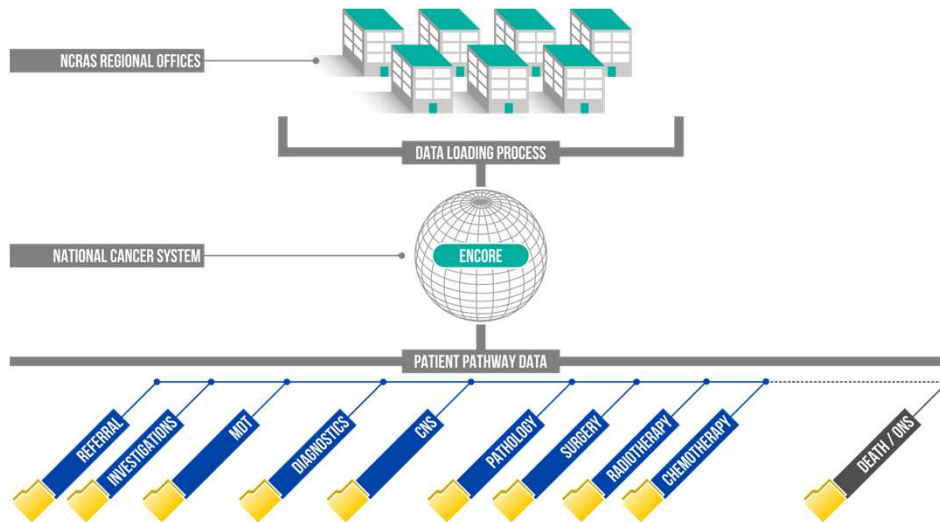 NCRAS REGIONAL OFFICES
DATA LOADING PROCESS
NATIONAL CANCER SYSTEM
ENCORE
PATIENT PATHWAY DATA
REFERRAL
INVESTIGATIONS
MDT
DIAGNOSTICS
CNS
PATHOLOGY
SURGERY
RADIOTHERAPY
CHEMOTHERAPY
DEATH / ONS